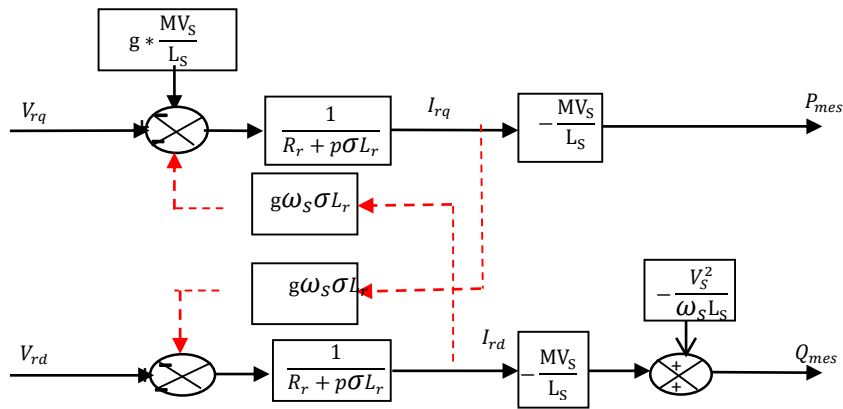 g ∗ MV_S / L_S
V_rq
1 / (R_r + pσL_r)
I_rq
− MV_S / L_S
P_mes
gω_SσL_r
gω_SσL_r
− V_S^2 / (ω_S L_S)
V_rd
1 / (R_r + pσL_r)
I_rd
− MV_S / L_S
+
+
Q_mes